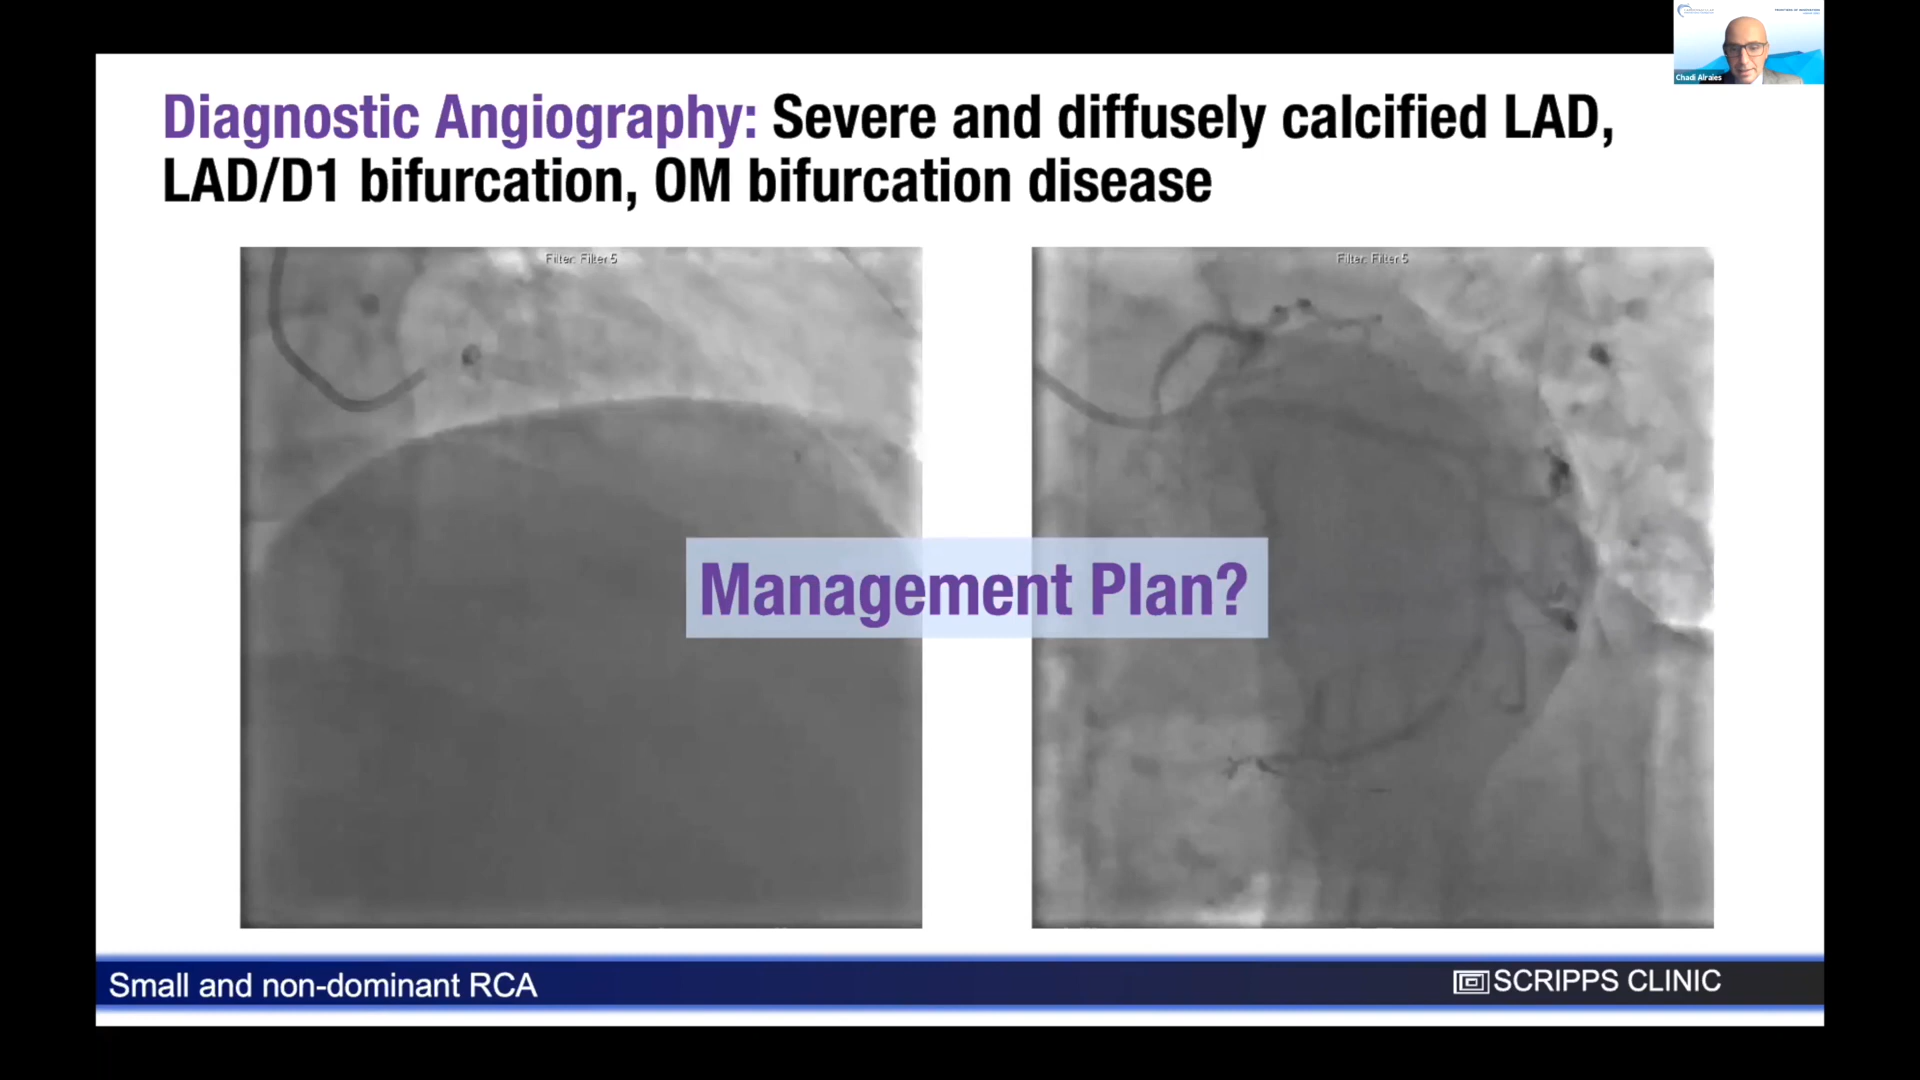 Chadi Alraies
Diagnostic Angiography: Severe and diffusely calcified LAD,
LAD/D1 bifurcation, OM bifurcation disease
Filter: Filter 5
Filter: Filter 5
Management Plan?
Small and non-dominant RCA
SCRIPPS CLINIC